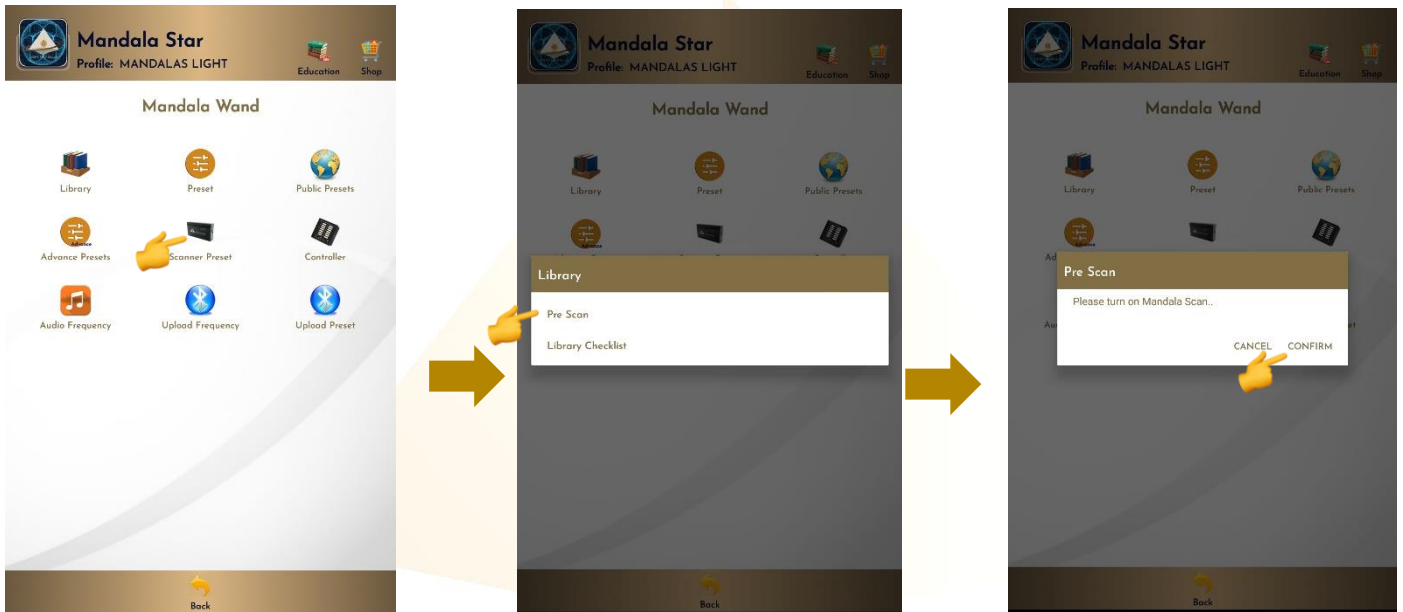 Mandala Star
Profile: MANDALAS LIGHT
Education
Shop
Mandala Wand
Library
Preset
Public Presets
Advance
Advance Presets
Scanner Preset
Controller
Audio Frequency
Upload Frequency
Upload Preset
Back
Mandala Star
Profile: MANDALAS LIGHT
Education
Shop
Mandala Wand
Library
Preset
Public Presets
Library
Pre Scan
Library Checklist
Back
Mandala Star
Profile: MANDALAS LIGHT
Education
Shop
Mandala Wand
Library
Preset
Public Presets
Pre Scan
Please turn on Mandala Scan..
CANCEL CONFIRM
Back